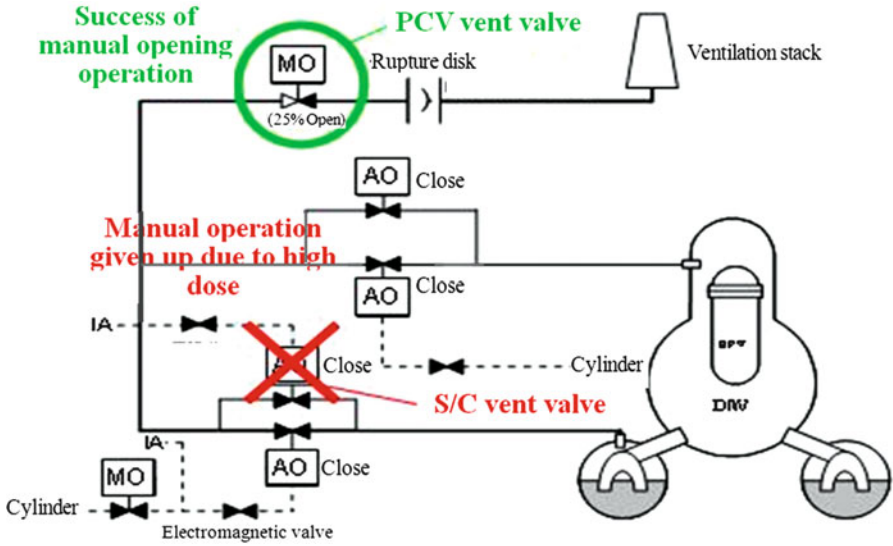 Success of
manual opening
operation
PCV vent valve
MO
(25% Open)
Rupture disk
Ventilation stack
AO
Close
Manual operation
given up due to high
dose
AO
Close
IA
Close
Cylinder
S/C vent valve
D/W
IA
MO
AO
Close
Cylinder
Electromagnetic valve